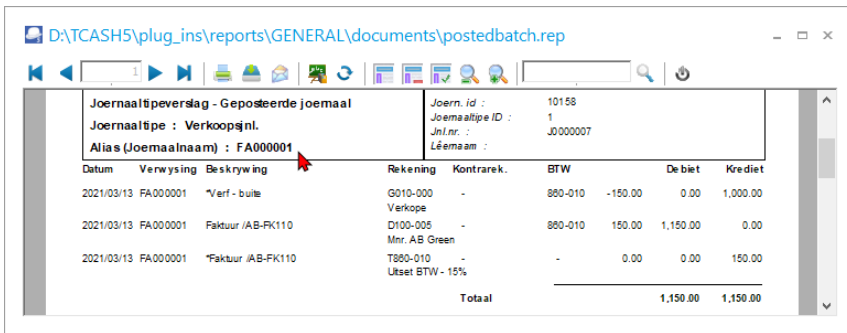 D:\TCASH5\plug_ins\reports\GENERAL\documents\postedbatch.rep
1
Joernaaltipeverslag - Geposteerde joernaal
Joern. id : 10158
Joernaaltipe ID : 1
Joernaaltipe : Verkoopsjnl.
Jnl.nr. : J0000007
Alias (Joernaalnaam) : FA000001
Lêernaam :
Datum Verwysing Beskrywing Rekening Kontrarek. BTW Debiet Krediet
2021/03/13 FA000001 *Verf - buite G010-000 - 860-010 -150.00 0.00 1,000.00
Verkope
2021/03/13 FA000001 Faktuur /AB-FK110 D100-005 - 860-010 150.00 1,150.00 0.00
Mnr. AB Green
2021/03/13 FA000001 *Faktuur /AB-FK110 T860-010 - - 0.00 0.00 150.00
Uitset BTW - 15%
Totaal 1,150.00 1,150.00